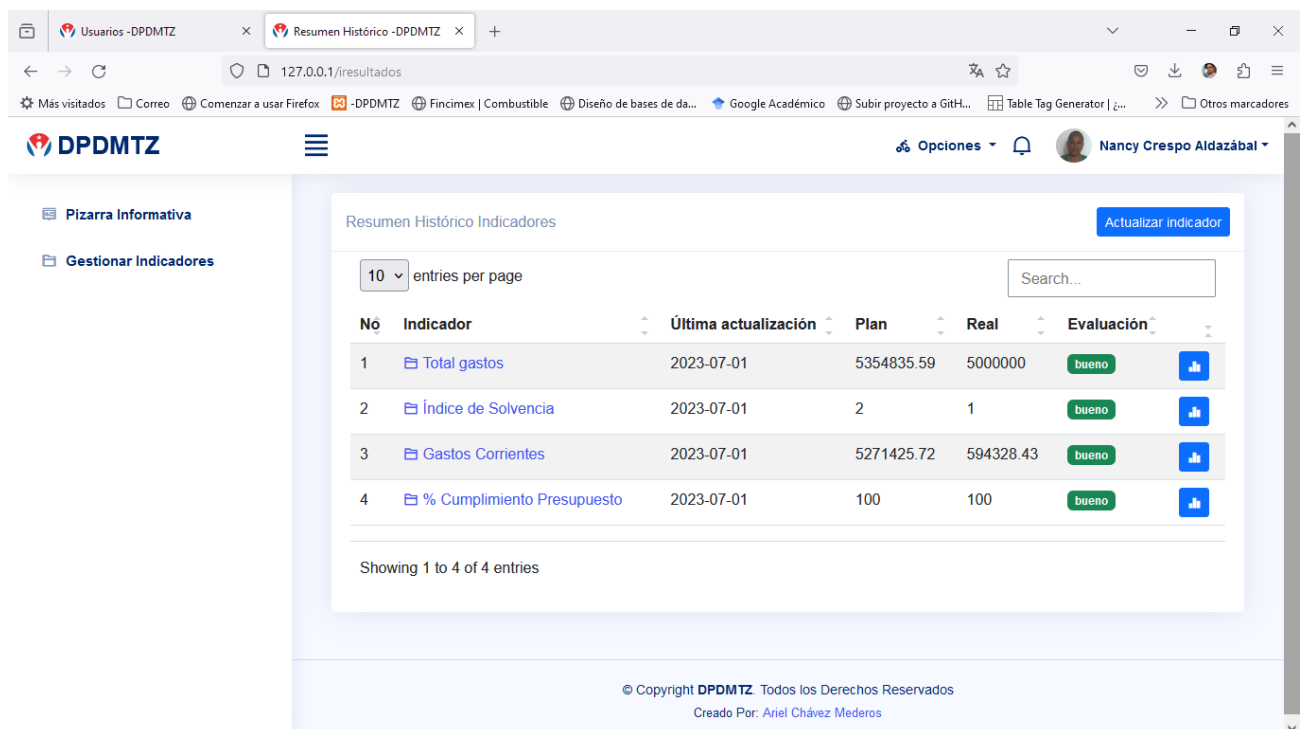 Usuarios -DPDMTZ
Resumen Histórico -DPDMTZ
127.0.0.1/iresultados
Más visitados Correo Comenzar a usar Firefox -DPDMTZ Fincimex | Combustible Diseño de bases de da... Google Académico Subir proyecto a GitH... Table Tag Generator | ¿... Otros marcadores
DPDMTZ Opciones Nancy Crespo Aldazábal
Pizarra Informativa
Gestionar Indicadores
Resumen Histórico Indicadores Actualizar indicador
10 entries per page Search...
No Indicador Última actualización Plan Real Evaluación
1 Total gastos 2023-07-01 5354835.59 5000000 bueno
2 Índice de Solvencia 2023-07-01 2 1 bueno
3 Gastos Corrientes 2023-07-01 5271425.72 594328.43 bueno
4 % Cumplimiento Presupuesto 2023-07-01 100 100 bueno
Showing 1 to 4 of 4 entries
© Copyright DPDMTZ. Todos los Derechos Reservados
Creado Por: Ariel Chávez Mederos